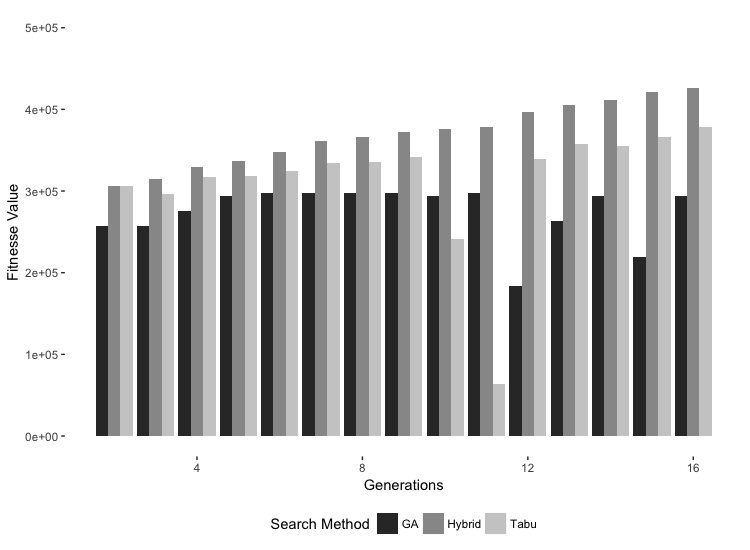 5e+05
4e+05
3e+05
2e+05
1e+05
0e+00
Fitnesse Value
4 8 12 16
Generations
Search Method GA Hybrid Tabu